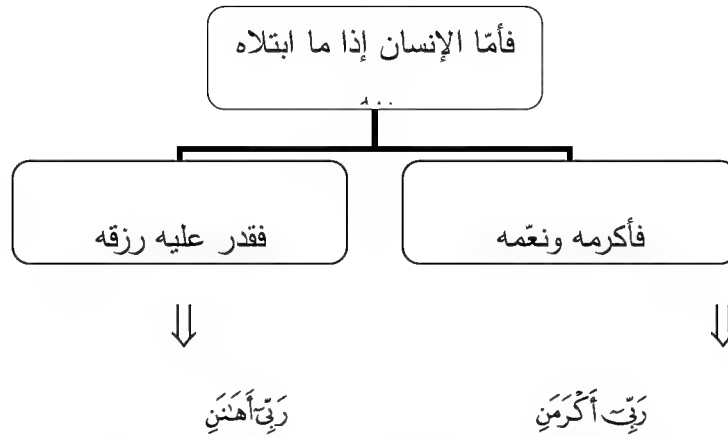 فأمّا الإنسان إذا ما ابتلاه
فأكرمه ونعّمه
فقدر عليه رزقه
رَبِّىٓ أَكۡرَمَنِ
رَبِّىٓ أَهَٰنَنِ